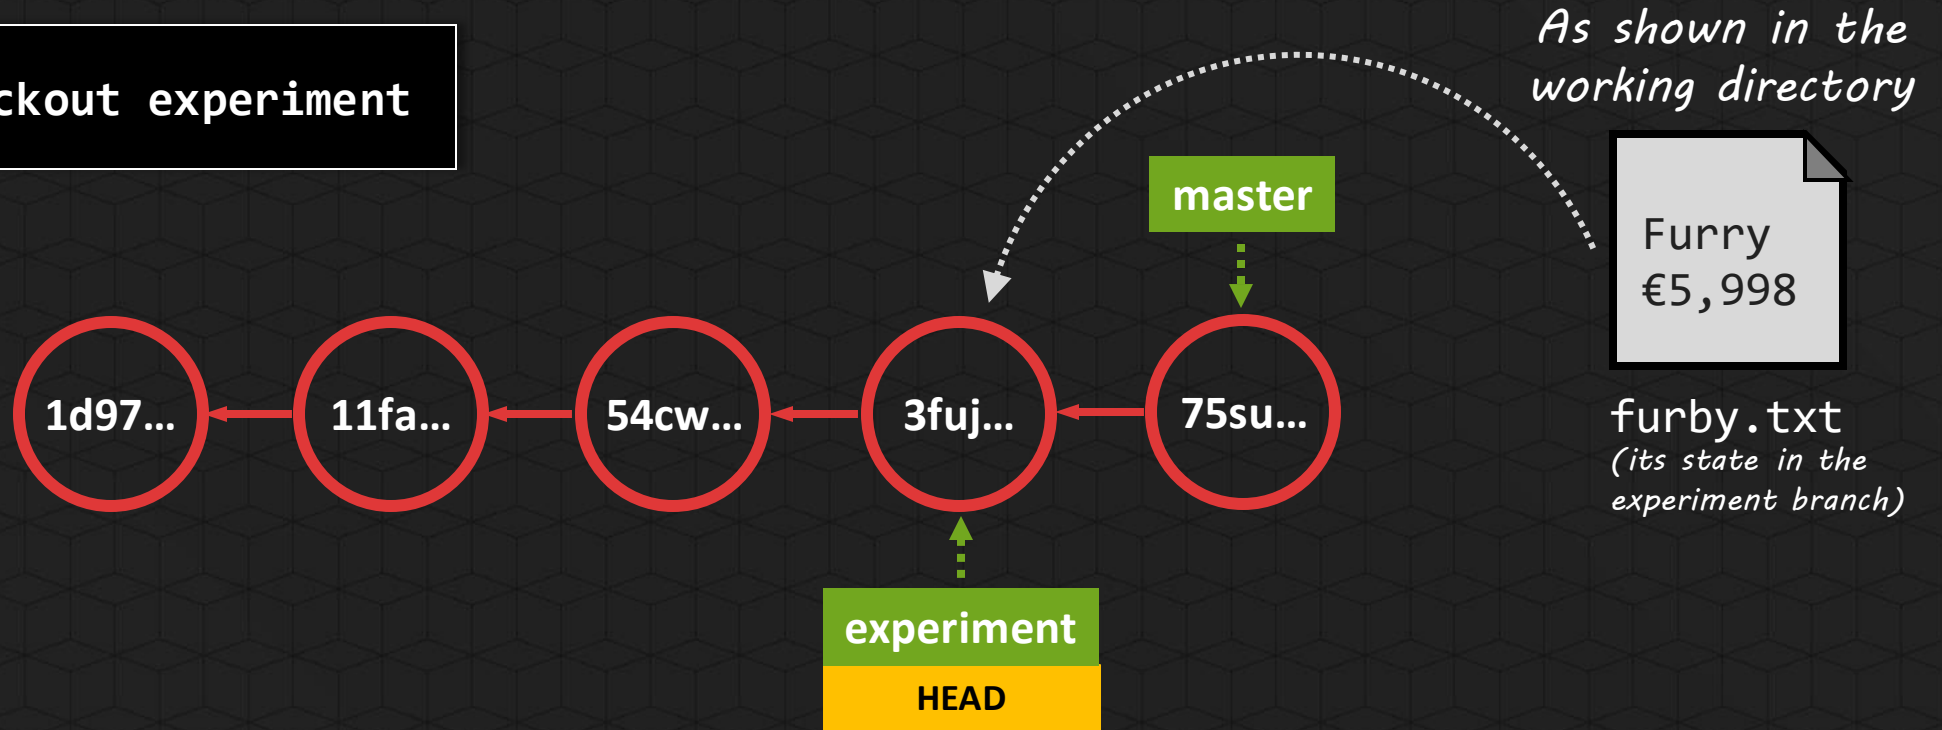 ckout experiment
As shown in the
working directory
master
Furry
€5,998
1d97...
11fa...
54cw...
3fuj...
75su...
furby.txt
(its state in the
experiment branch)
experiment
HEAD